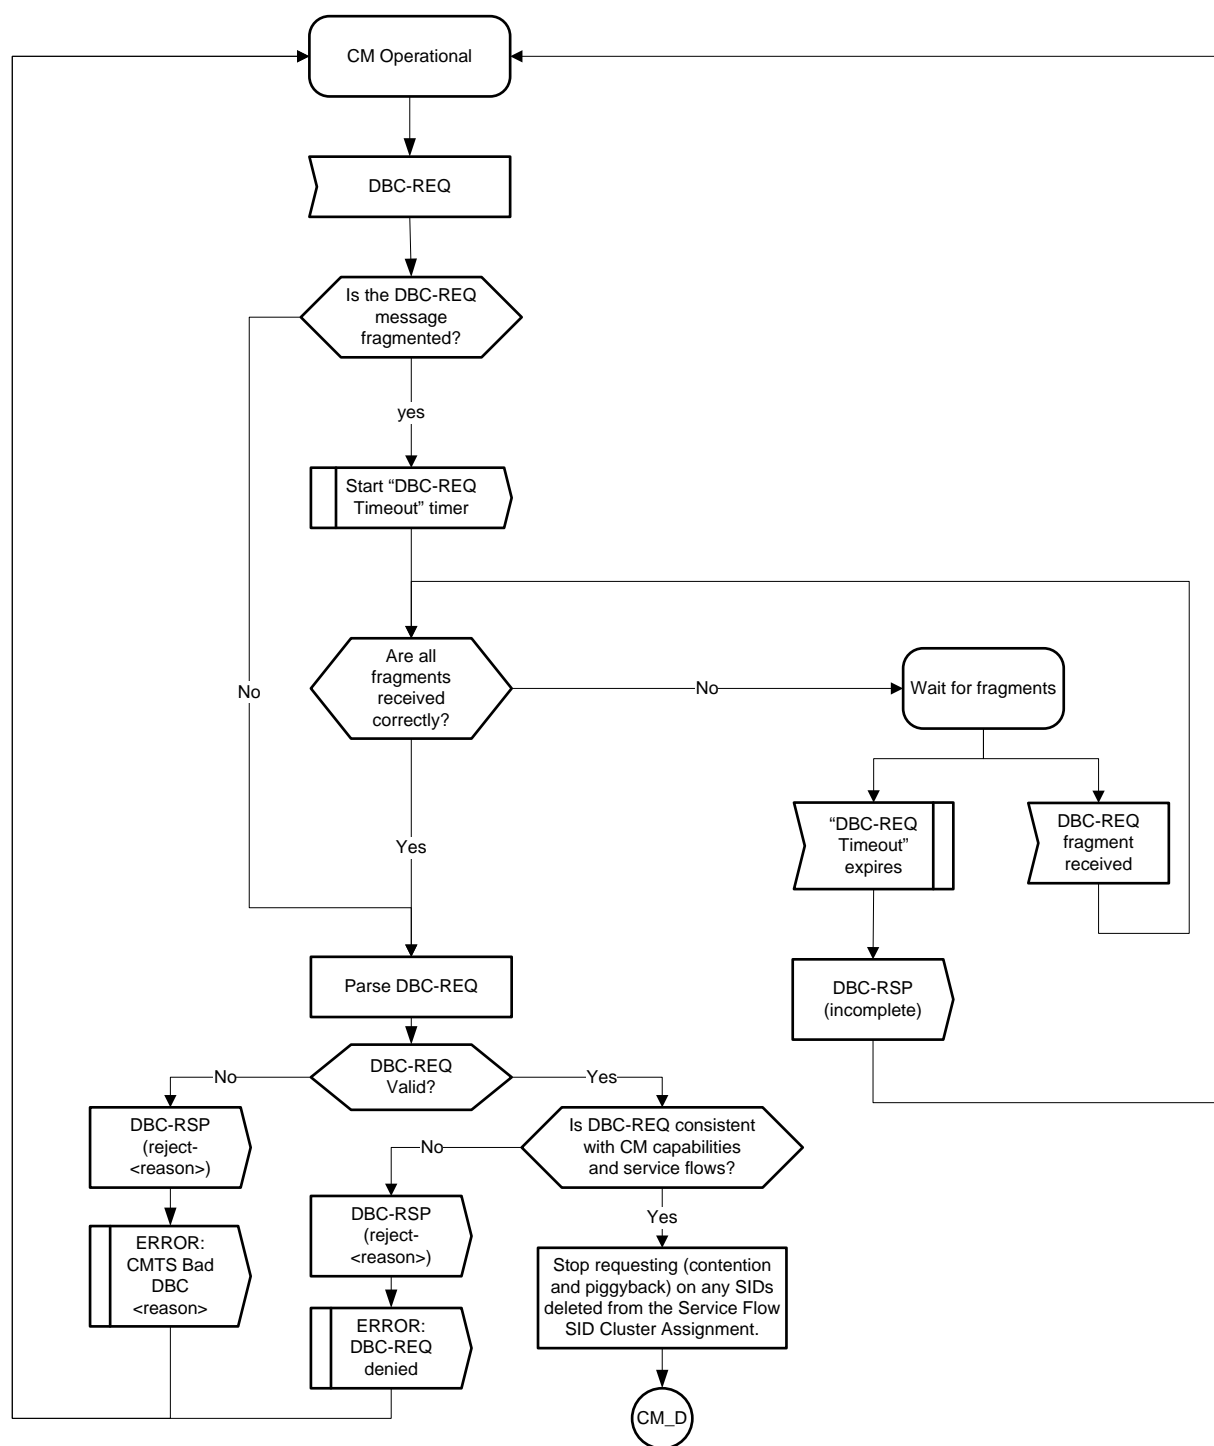 CM Operational
DBC-REQ
Is the DBC-REQ
message
fragmented?
yes
Start “DBC-REQ
Timeout” timer
No
Are all
fragments
received
correctly?
No
Wait for fragments
Yes
“DBC-REQ
Timeout”
expires
DBC-REQ
fragment
received
Parse DBC-REQ
DBC-RSP
(incomplete)
DBC-REQ
Valid?
No
Yes
DBC-RSP
(reject-
<reason>)
Is DBC-REQ consistent
with CM capabilities
and service flows?
No
DBC-RSP
(reject-
<reason>)
Yes
ERROR:
CMTS Bad
DBC
<reason>
Stop requesting (contention
and piggyback) on any SIDs
deleted from the Service Flow
SID Cluster Assignment.
ERROR:
DBC-REQ
denied
CM_D